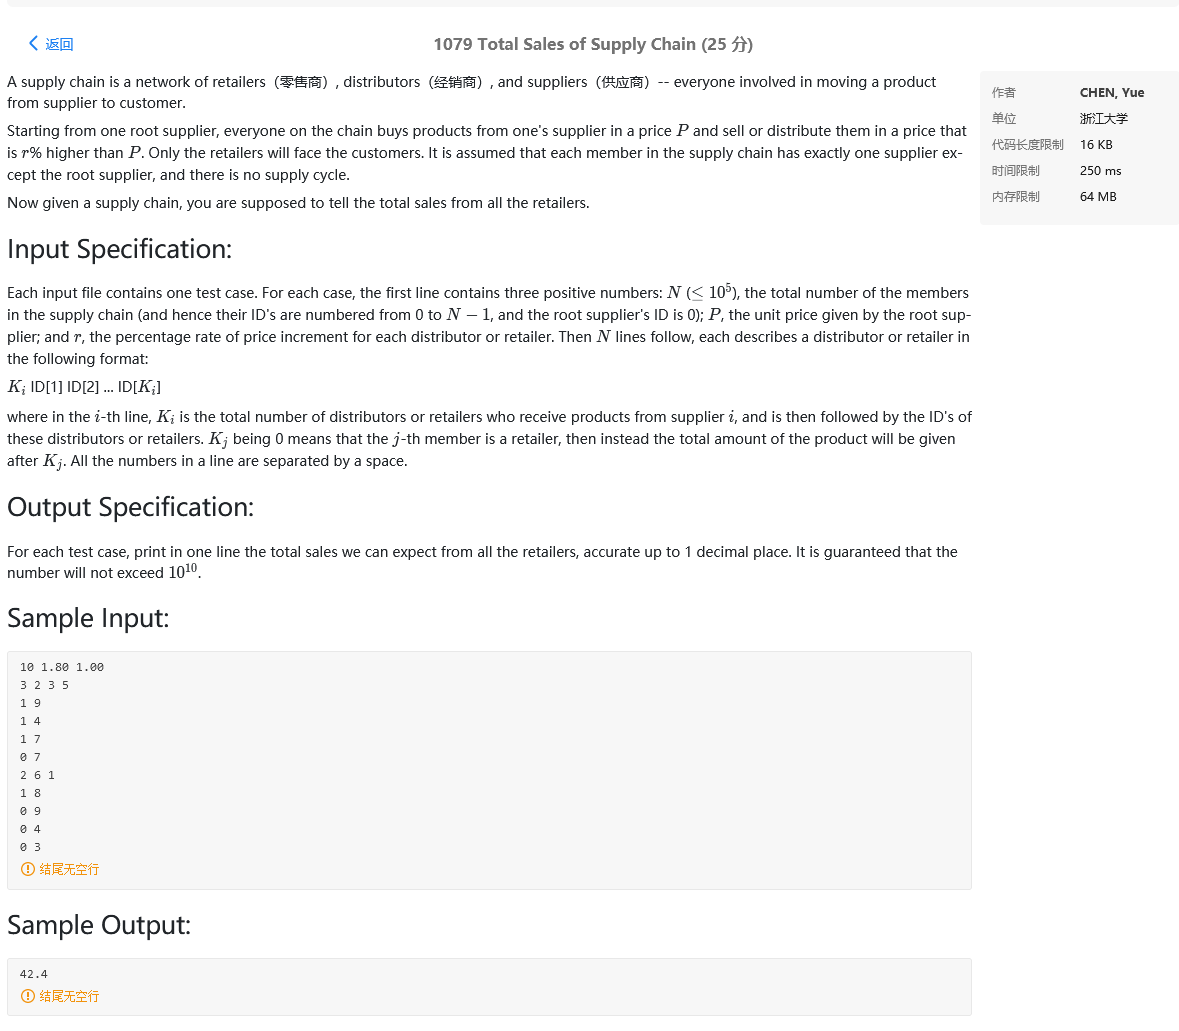 返回
1079 Total Sales of Supply Chain (25 分)
A supply chain is a network of retailers（零售商）, distributors（经销商）, and suppliers（供应商）-- everyone involved in moving a product
from supplier to customer.
Starting from one root supplier, everyone on the chain buys products from one's supplier in a price P and sell or distribute them in a price that
is r% higher than P. Only the retailers will face the customers. It is assumed that each member in the supply chain has exactly one supplier ex-
cept the root supplier, and there is no supply cycle.
Now given a supply chain, you are supposed to tell the total sales from all the retailers.
作者 CHEN, Yue
单位 浙江大学
代码长度限制 16 KB
时间限制 250 ms
内存限制 64 MB
Input Specification:
Each input file contains one test case. For each case, the first line contains three positive numbers: N (≤ 10^5), the total number of the members
in the supply chain (and hence their ID's are numbered from 0 to N − 1, and the root supplier's ID is 0); P, the unit price given by the root sup-
plier; and r, the percentage rate of price increment for each distributor or retailer. Then N lines follow, each describes a distributor or retailer in
the following format:
K_i ID[1] ID[2] ... ID[K_i]
where in the i-th line, K_i is the total number of distributors or retailers who receive products from supplier i, and is then followed by the ID's of
these distributors or retailers. K_j being 0 means that the j-th member is a retailer, then instead the total amount of the product will be given
after K_j. All the numbers in a line are separated by a space.
Output Specification:
For each test case, print in one line the total sales we can expect from all the retailers, accurate up to 1 decimal place. It is guaranteed that the
number will not exceed 10^10.
Sample Input:
10 1.80 1.00
3 2 3 5
1 9
1 4
1 7
0 7
2 6 1
1 8
0 9
0 4
0 3
结尾无空行
Sample Output:
42.4
结尾无空行